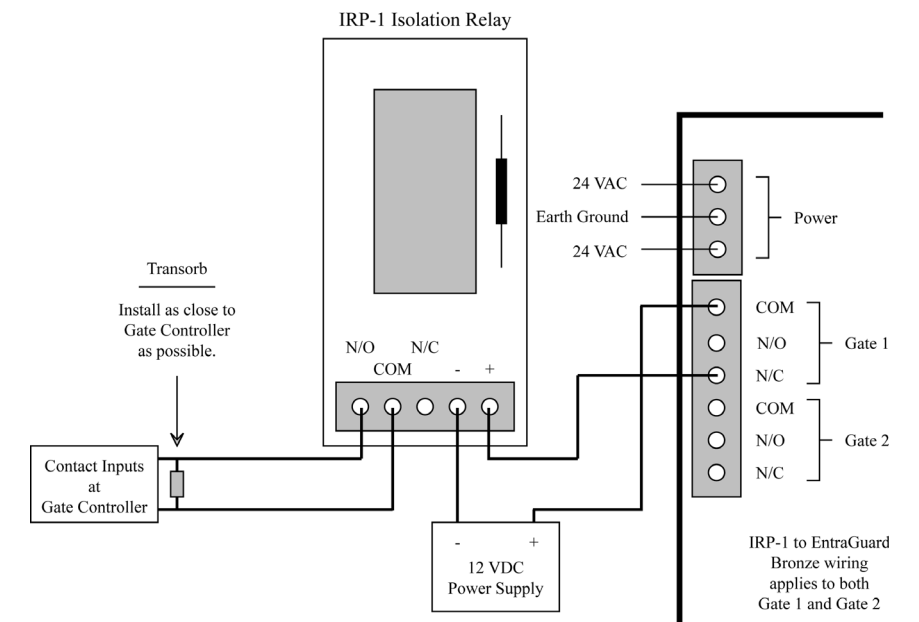 IRP-1 Isolation Relay
24 VAC
Earth Ground
24 VAC
Power
Transorb
Install as close to
Gate Controller
as possible.
N/O
N/C
COM
-
+
COM
N/O
N/C
Gate 1
COM
N/O
N/C
Gate 2
Contact Inputs
at
Gate Controller
-
+
12 VDC
Power Supply
IRP-1 to EntraGuard
Bronze wiring
applies to both
Gate 1 and Gate 2